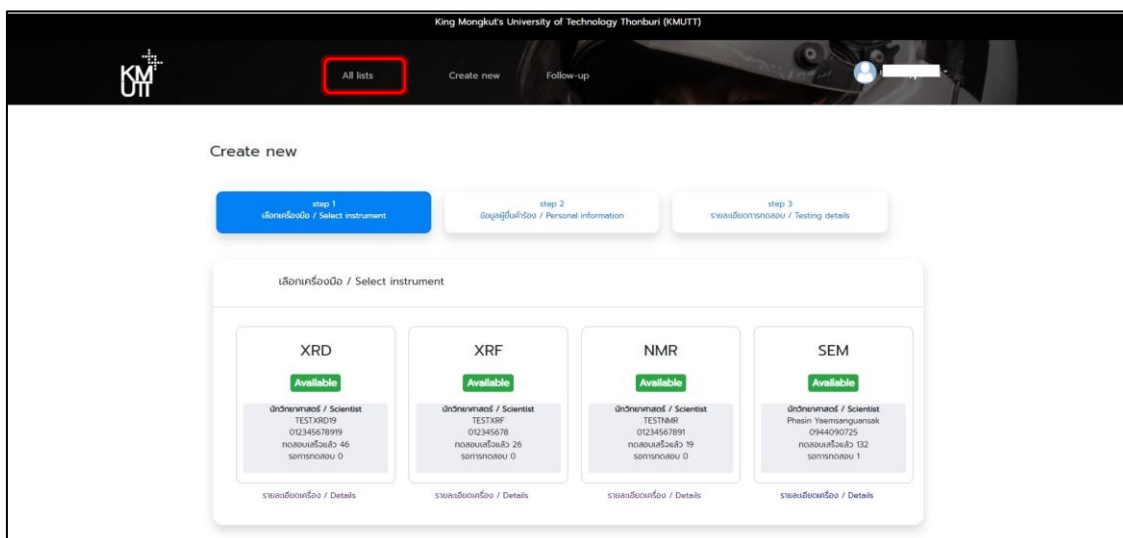 King Mongkut's University of Technology Thonburi (KMUTT)
KMUTT
All lists
Create new
Follow-up
Create new
step 1
เลือกเครื่องมือ / Select instrument
step 2
ข้อมูลผู้ยื่นคำร้อง / Personal information
step 3
รายละเอียดการทดสอบ / Testing details
เลือกเครื่องมือ / Select instrument
XRD
Available
นักวิทยาศาสตร์ / Scientist
TESTXRD19
012345678919
ทดสอบเสร็จแล้ว 46
รอการทดสอบ 0
รายละเอียดเครื่อง / Details
XRF
Available
นักวิทยาศาสตร์ / Scientist
TESTXRF
012345678
ทดสอบเสร็จแล้ว 26
รอการทดสอบ 0
รายละเอียดเครื่อง / Details
NMR
Available
นักวิทยาศาสตร์ / Scientist
TESTNMR
01234567891
ทดสอบเสร็จแล้ว 19
รอการทดสอบ 0
รายละเอียดเครื่อง / Details
SEM
Available
นักวิทยาศาสตร์ / Scientist
Phasin Yaemsanguansak
0944090725
ทดสอบเสร็จแล้ว 132
รอการทดสอบ 1
รายละเอียดเครื่อง / Details